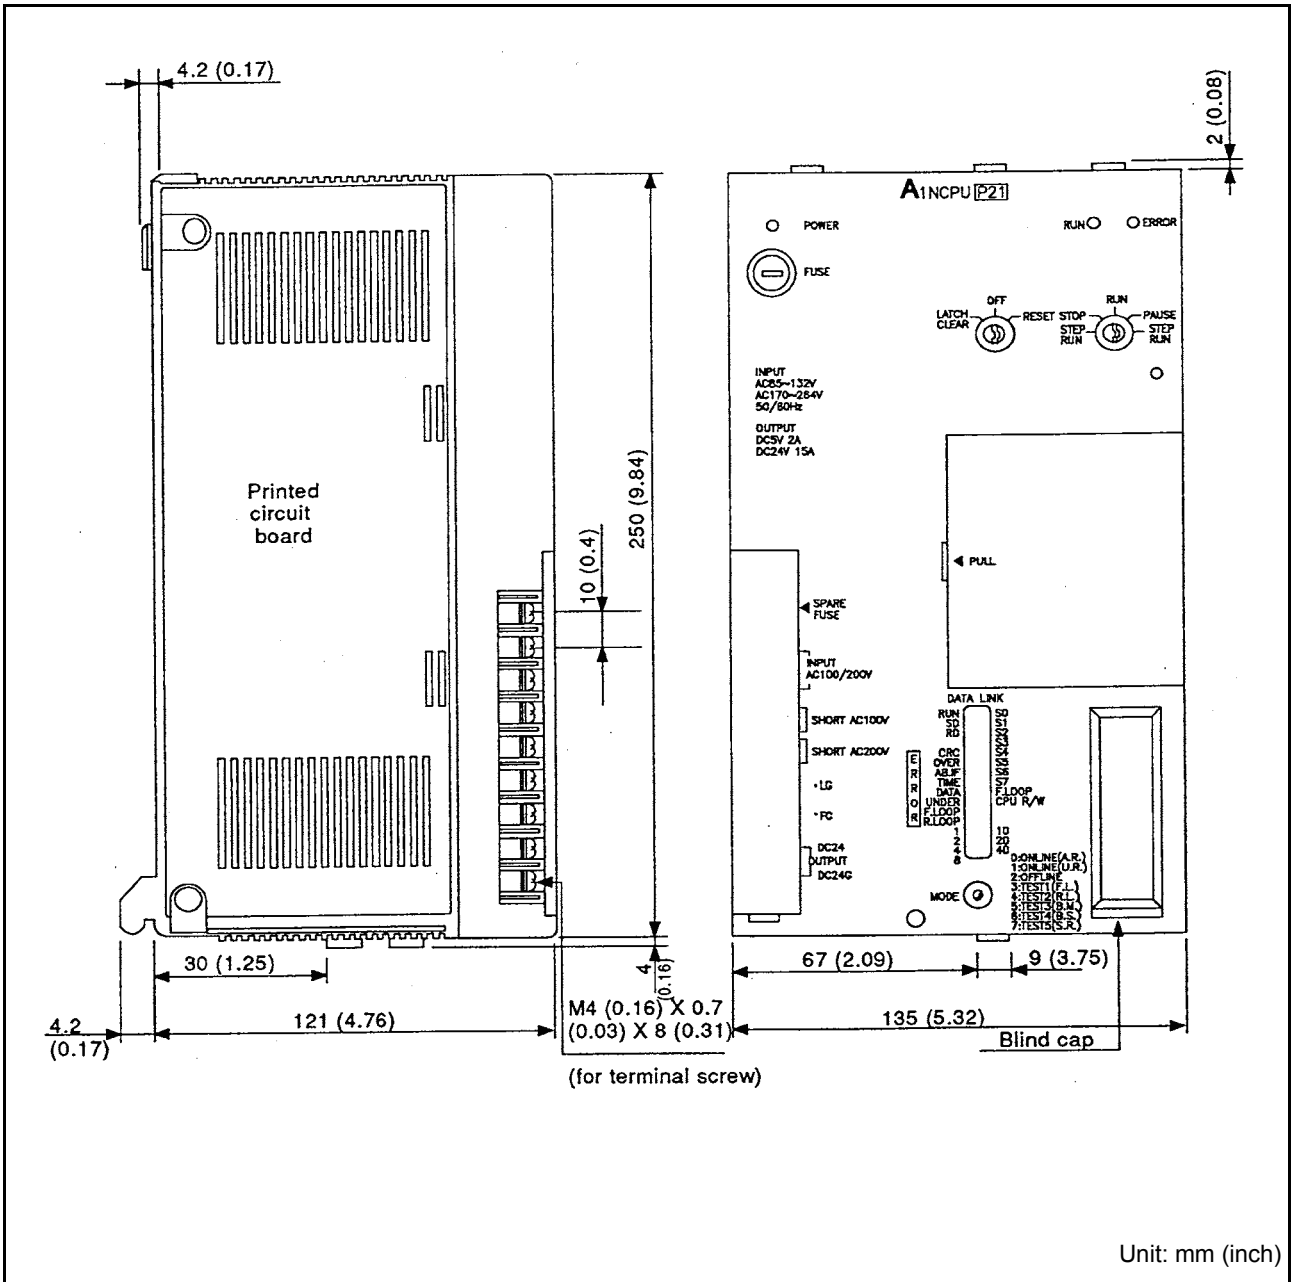 4.2 (0.17)
2 (0.08)
A1NCPU P21
POWER
RUN
ERROR
FUSE
LATCH
CLEAR
OFF
RESET
STOP
RUN
PAUSE
STEP
RUN
STEP
RUN
INPUT
AC85~132V
AC170~264V
50/60Hz
OUTPUT
DC5V 2A
DC24V 15A
Printed
circuit
board
250 (9.84)
10 (0.4)
PULL
SPARE
FUSE
INPUT
AC100/200V
SHORT AC100V
SHORT AC200V
LG
FG
DC24
OUTPUT
DC24G
DATA LINK
RUN S0
SD S1
RD S2
S3
CRC S4
OVER S5
AB.IF S6
TIME S7
DATA F.LOOP
UNDER CPU R/W
F.LOOP
R.LOOP
ERROR
1 10
2 20
4 40
8
0:ONLINE(A.R.)
1:ONLINE(U.R.)
2:OFFLINE
3:TEST1(F.L.)
4:TEST2(R.L.)
5:TEST3(B.M.)
6:TEST4(B.S.)
7:TEST5(S.R.)
MODE
30 (1.25)
4
(0.16)
67 (2.09)
9 (3.75)
4.2
(0.17)
121 (4.76)
M4 (0.16) X 0.7
(0.03) X 8 (0.31)
(for terminal screw)
135 (5.32)
Blind cap
Unit: mm (inch)